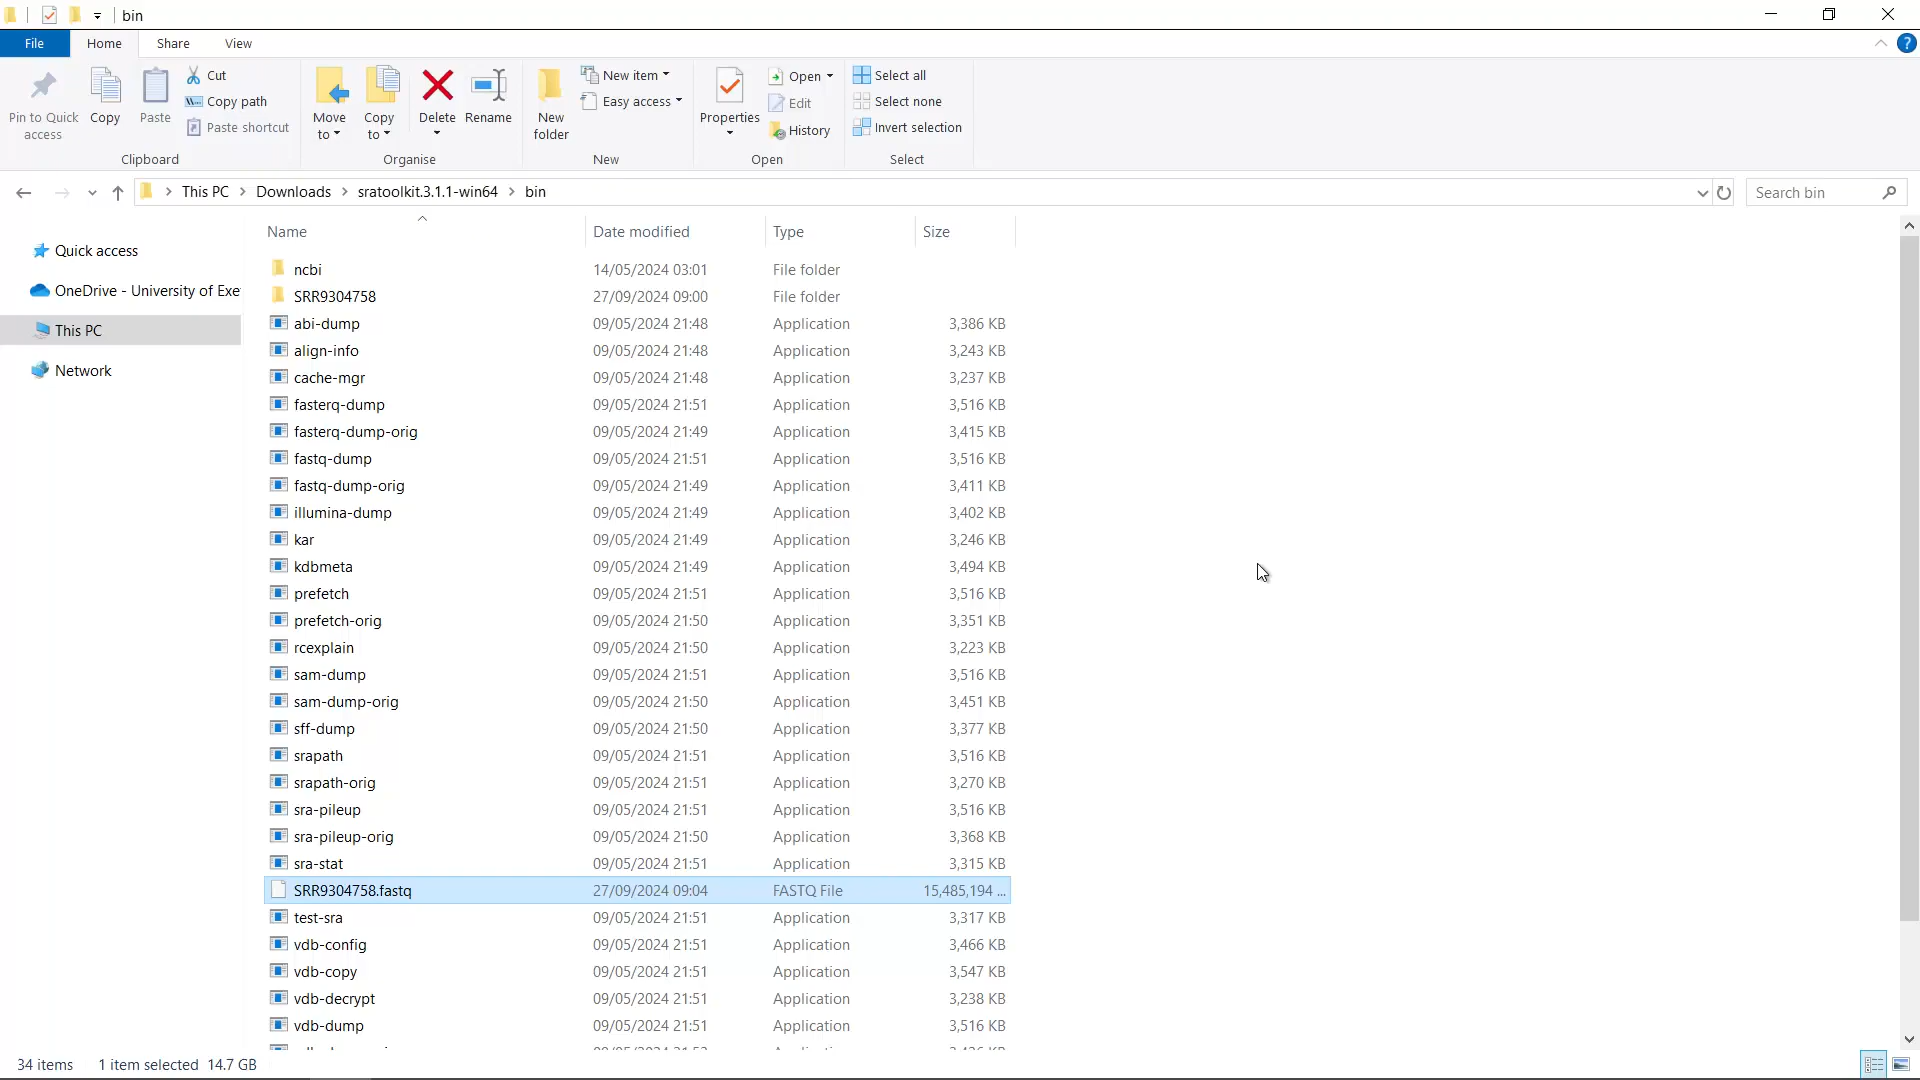 bin
File Home Share View
Pin to Quick access
Copy
Paste
Cut
Copy path
Paste shortcut
Clipboard
Move to
Copy to
Delete
Rename
Organise
New folder
New item
Easy access
New
Properties
Open
Edit
History
Open
Select all
Select none
Invert selection
Select
This PC Downloads sratoolkit.3.1.1-win64 bin
Search bin
Quick access
OneDrive - University of Exe
This PC
Network
Name Date modified Type Size
ncbi 14/05/2024 03:01 File folder
SRR9304758 27/09/2024 09:00 File folder
abi-dump 09/05/2024 21:48 Application 3,386 KB
align-info 09/05/2024 21:48 Application 3,243 KB
cache-mgr 09/05/2024 21:48 Application 3,237 KB
fasterq-dump 09/05/2024 21:51 Application 3,516 KB
fasterq-dump-orig 09/05/2024 21:49 Application 3,415 KB
fastq-dump 09/05/2024 21:51 Application 3,516 KB
fastq-dump-orig 09/05/2024 21:49 Application 3,411 KB
illumina-dump 09/05/2024 21:49 Application 3,402 KB
kar 09/05/2024 21:49 Application 3,246 KB
kdbmeta 09/05/2024 21:49 Application 3,494 KB
prefetch 09/05/2024 21:51 Application 3,516 KB
prefetch-orig 09/05/2024 21:50 Application 3,351 KB
rcexplain 09/05/2024 21:50 Application 3,223 KB
sam-dump 09/05/2024 21:51 Application 3,516 KB
sam-dump-orig 09/05/2024 21:50 Application 3,451 KB
sff-dump 09/05/2024 21:50 Application 3,377 KB
srapath 09/05/2024 21:51 Application 3,516 KB
srapath-orig 09/05/2024 21:51 Application 3,270 KB
sra-pileup 09/05/2024 21:51 Application 3,516 KB
sra-pileup-orig 09/05/2024 21:50 Application 3,368 KB
sra-stat 09/05/2024 21:51 Application 3,315 KB
SRR9304758.fastq 27/09/2024 09:04 FASTQ File 15,485,194 ...
test-sra 09/05/2024 21:51 Application 3,317 KB
vdb-config 09/05/2024 21:51 Application 3,466 KB
vdb-copy 09/05/2024 21:51 Application 3,547 KB
vdb-decrypt 09/05/2024 21:51 Application 3,238 KB
vdb-dump 09/05/2024 21:51 Application 3,516 KB
34 items 1 item selected 14.7 GB